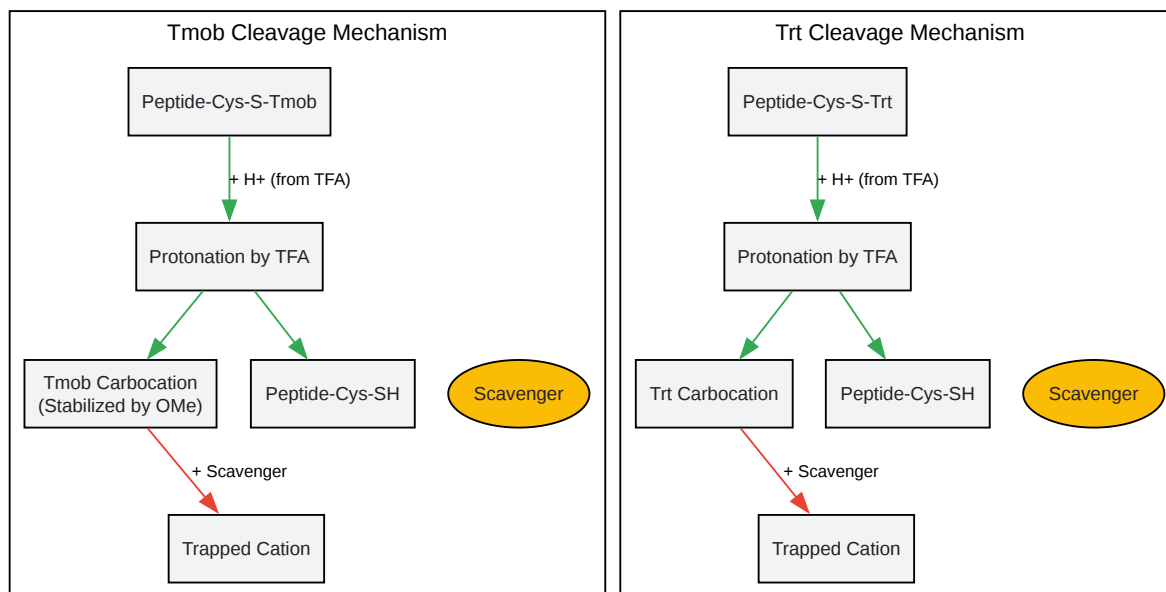 Tmob Cleavage Mechanism
Peptide-Cys-S-Tmob
+ H+ (from TFA)
Protonation by TFA
Tmob Carbocation
(Stabilized by OMe)
Peptide-Cys-SH
Scavenger
+ Scavenger
Trapped Cation
Trt Cleavage Mechanism
Peptide-Cys-S-Trt
+ H+ (from TFA)
Protonation by TFA
Trt Carbocation
Peptide-Cys-SH
Scavenger
+ Scavenger
Trapped Cation